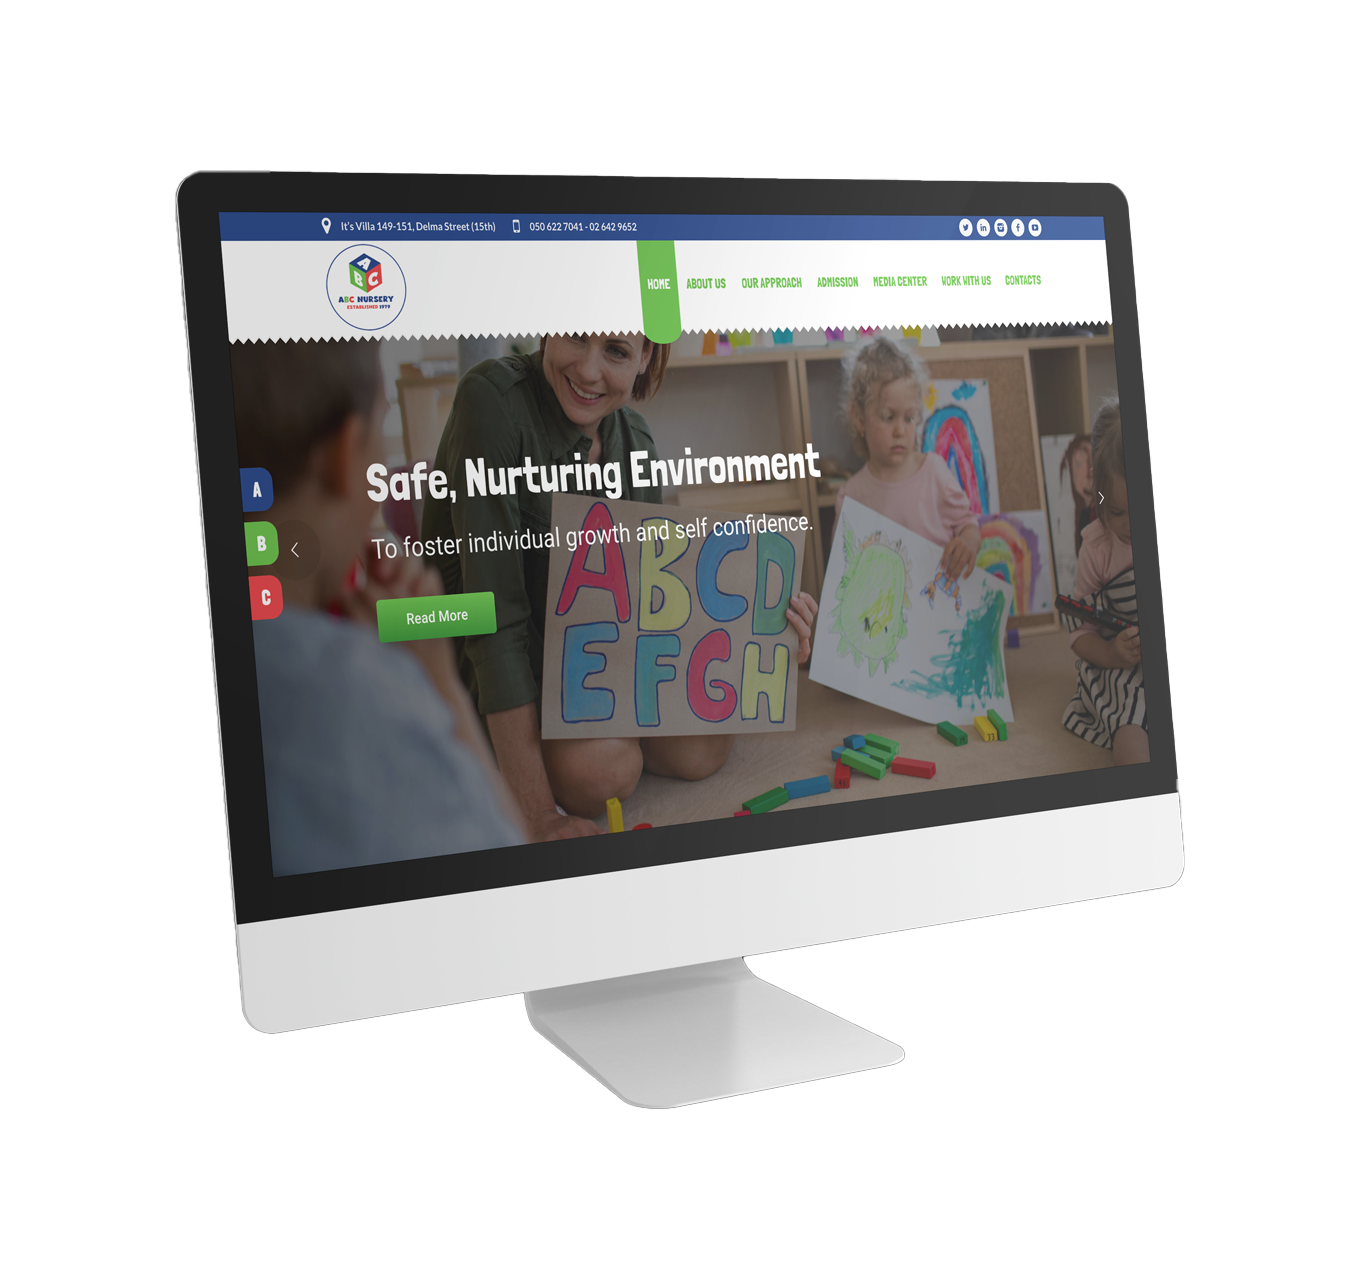 It's Villa 149-151, Delma Street (15th) 050 622 7041 - 02 642 9652
A
B C
ABC NURSERY
ESTABLISHED 1979
HOME ABOUT US OUR APPROACH ADMISSION MEDIA CENTER WORK WITH US CONTACTS
Safe, Nurturing Environment
To foster individual growth and self confidence.
Read More
A
B
C
A B C D
E F G H